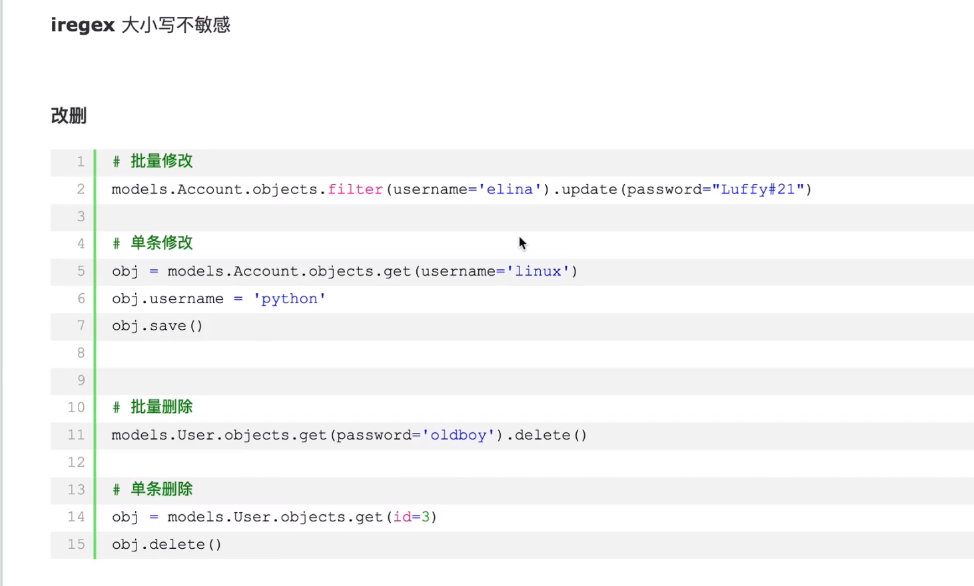 iregex 大小写不敏感
改删
1 # 批量修改
2 models.Account.objects.filter(username='elina').update(password="Luffy#21")
3
4 # 单条修改
5 obj = models.Account.objects.get(username='linux')
6 obj.username = 'python'
7 obj.save()
8
9
10 # 批量删除
11 models.User.objects.get(password='oldboy').delete()
12
13 # 单条删除
14 obj = models.User.objects.get(id=3)
15 obj.delete()